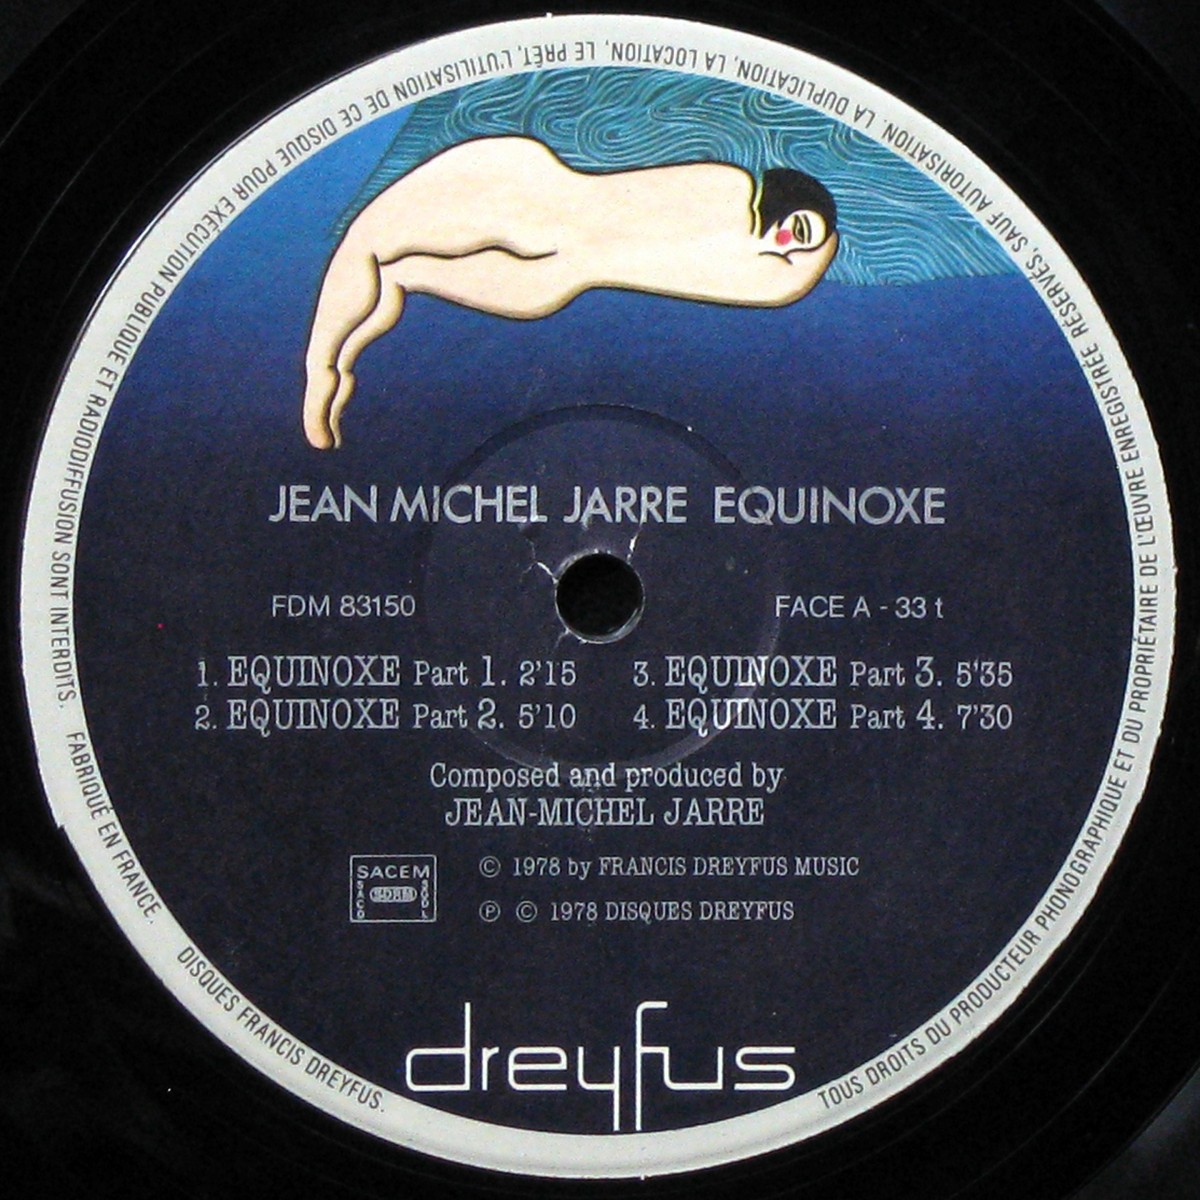 JEAN MICHEL JARRE EQUINOXE
FDM 83150
FACE A - 33 t
1. EQUINOXE Part 1. 2'15
2. EQUINOXE Part 2. 5'10
3. EQUINOXE Part 3. 5'35
4. EQUINOXE Part 4. 7'30
Composed and produced by
JEAN-MICHEL JARRE
SACEM
SACD
SDRM
SGDL
© 1978 by FRANCIS DREYFUS MUSIC
℗ © 1978 DISQUES DREYFUS
dreyfus
TOUS DROITS DU PRODUCTEUR PHONOGRAPHIQUE ET DU PROPRIÉTAIRE DE L'ŒUVRE ENREGISTRÉE RÉSERVÉS, SAUF AUTORISATION, LA DUPLICATION, LA LOCATION, LE PRÊT, L'UTILISATION DE CE DISQUE POUR EXÉCUTION PUBLIQUE ET RADIODIFFUSION SONT INTERDITS. FABRIQUÉ EN FRANCE. DISQUES FRANCIS DREYFUS.